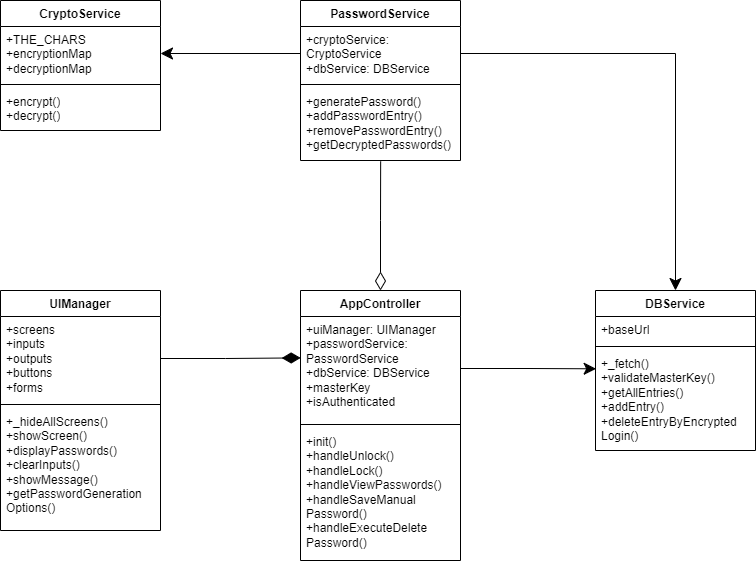 CryptoService
+THE_CHARS
+encryptionMap
+decryptionMap
+encrypt()
+decrypt()
PasswordService
+cryptoService:
CryptoService
+dbService: DBService
+generatePassword()
+addPasswordEntry()
+removePasswordEntry()
+getDecryptedPasswords()
UIManager
+screens
+inputs
+outputs
+buttons
+forms
+_hideAllScreens()
+showScreen()
+displayPasswords()
+clearInputs()
+showMessage()
+getPasswordGeneration
Options()
AppController
+uiManager: UIManager
+passwordService:
PasswordService
+dbService: DBService
+masterKey
+isAuthenticated
+init()
+handleUnlock()
+handleLock()
+handleViewPasswords()
+handleSaveManual
Password()
+handleExecuteDelete
Password()
DBService
+baseUrl
+_fetch()
+validateMasterKey()
+getAllEntries()
+addEntry()
+deleteEntryByEncrypted
Login()